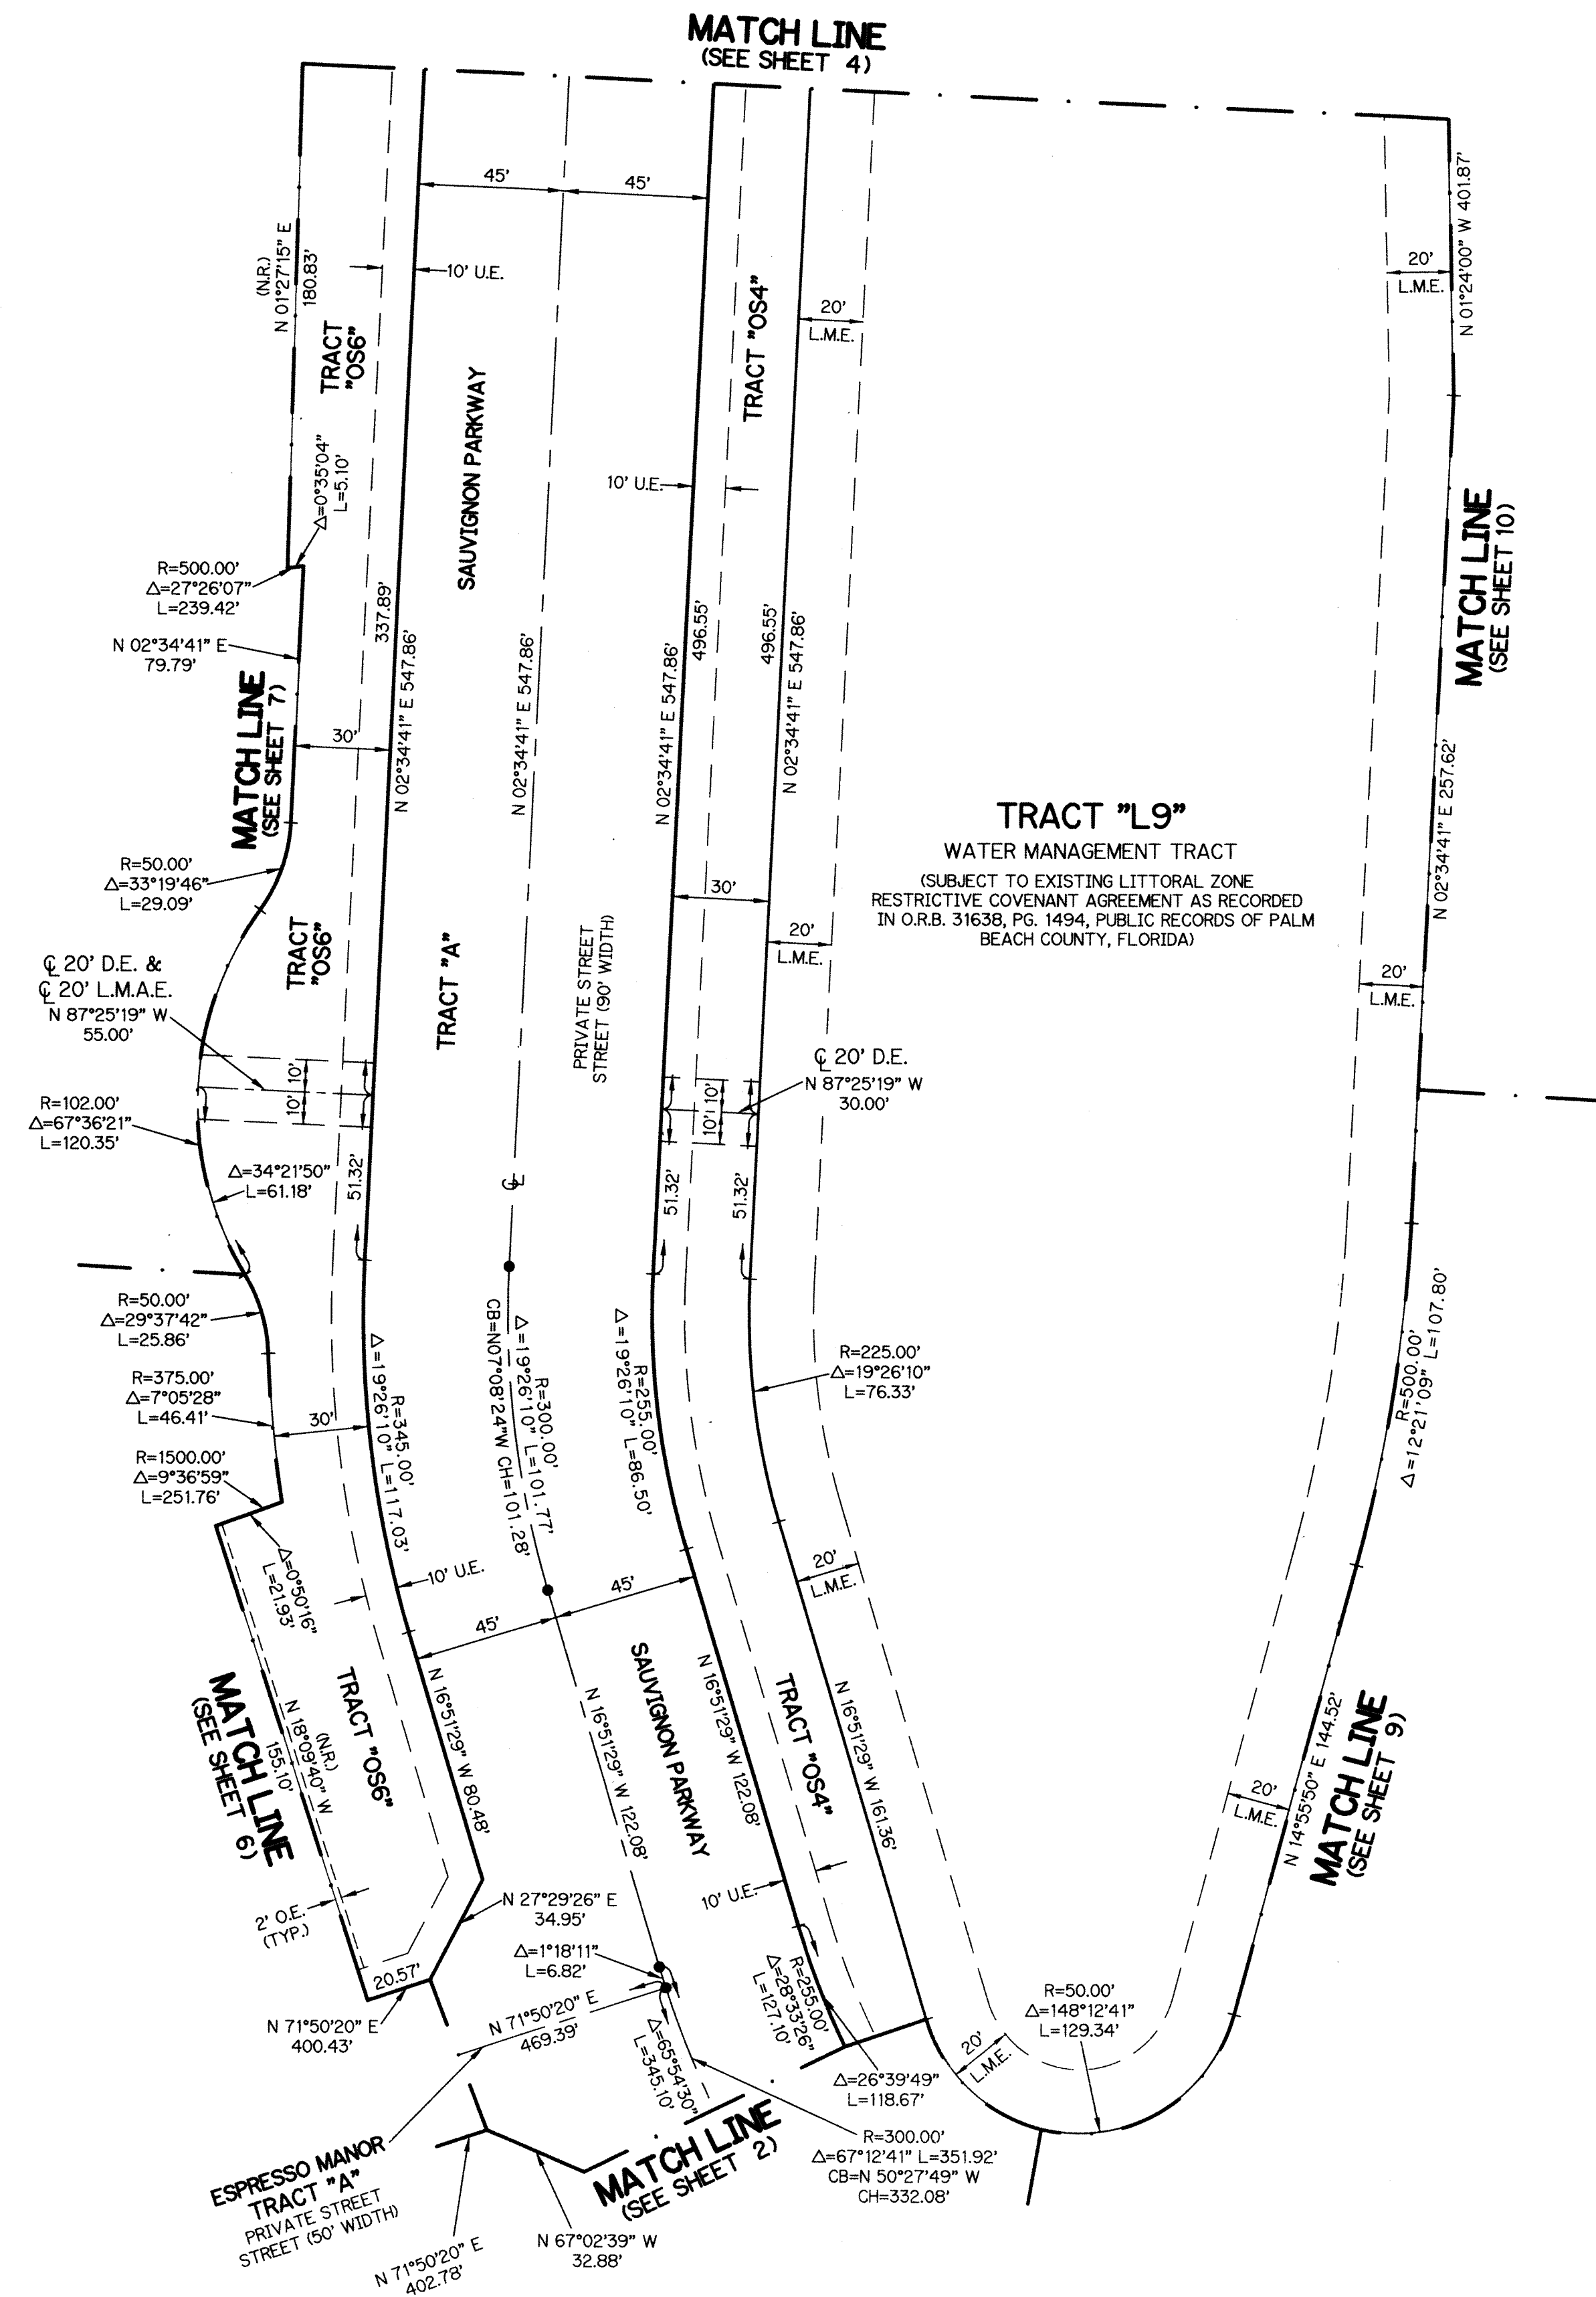 MATCH LINE
(SEE SHEET 4)
45'
45'
(N.R.)
N 01°27'15" E
180.83'
10' U.E.
TRACT
"OS6"
TRACT "OS4"
20'
L.M.E.
20'
L.M.E.
N 01°24'00" W 401.87'
SAUVIGNON PARKWAY
Δ=0°35'04"
L=5.10'
10' U.E.
R=500.00'
Δ=27°26'07"
L=239.42'
N 02°34'41" E
79.79'
MATCH LINE
(SEE SHEET 7)
30'
337.89'
N 02°34'41" E 547.86'
N 02°34'41" E 547.86'
N 02°34'41" E 547.86'
496.55'
496.55'
N 02°34'41" E 547.86'
MATCH LINE
(SEE SHEET 10)
N 02°34'41" E 257.62'
TRACT "L9"
WATER MANAGEMENT TRACT
(SUBJECT TO EXISTING LITTORAL ZONE
RESTRICTIVE COVENANT AGREEMENT AS RECORDED
IN O.R.B. 31638, PG. 1494, PUBLIC RECORDS OF PALM
BEACH COUNTY, FLORIDA)
R=50.00'
Δ=33°19'46"
L=29.09'
30'
20'
L.M.E.
20'
L.M.E.
TRACT
"OS6"
TRACT "A"
PRIVATE STREET
STREET (90' WIDTH)
℄ 20' D.E. &
℄ 20' L.M.A.E.
N 87°25'19" W
55.00'
10'
10'
10'
10'
℄ 20' D.E.
N 87°25'19" W
30.00'
R=102.00'
Δ=67°36'21"
L=120.35'
Δ=34°21'50"
L=61.18'
51.32'
51.32'
51.32'
℄
R=50.00'
Δ=29°37'42"
L=25.86'
R=375.00'
Δ=7°05'28"
L=46.41'
30'
R=1500.00'
Δ=9°36'59"
L=251.76'
Δ=0°50'16"
L=21.93'
R=345.00'
Δ=19°26'10" L=117.03'
R=300.00'
Δ=19°26'10" L=101.77'
CB=N07°08'24"W CH=101.28'
R=255.00'
Δ=19°26'10" L=86.50'
R=225.00'
Δ=19°26'10"
L=76.33'
R=500.00'
Δ=12°21'09" L=107.80'
10' U.E.
45'
45'
20'
L.M.E.
MATCH LINE
(SEE SHEET 6)
(N.R.)
N 18°09'40" W
155.10'
TRACT "OS6"
N 16°51'29" W 80.48'
N 16°51'29" W 122.08'
SAUVIGNON PARKWAY
N 16°51'29" W 122.08'
TRACT "OS4"
N 16°51'29" W 161.36'
20'
L.M.E.
N 14°55'50" E 144.52'
MATCH LINE
(SEE SHEET 9)
2' O.E.
(TYP.)
N 27°29'26" E
34.95'
10' U.E.
20.57'
N 71°50'20" E
400.43'
Δ=1°18'11"
L=6.82'
N 71°50'20" E
469.39'
Δ=65°54'30"
L=345.10'
R=255.00'
Δ=28°33'26"
L=127.10'
R=50.00'
Δ=148°12'41"
L=129.34'
20'
L.M.E.
Δ=26°39'49"
L=118.67'
R=300.00'
Δ=67°12'41" L=351.92'
CB=N 50°27'49" W
CH=332.08'
MATCH LINE
(SEE SHEET 2)
ESPRESSO MANOR
TRACT "A"
PRIVATE STREET
STREET (50' WIDTH)
N 71°50'20" E
402.78'
N 67°02'39" W
32.88'